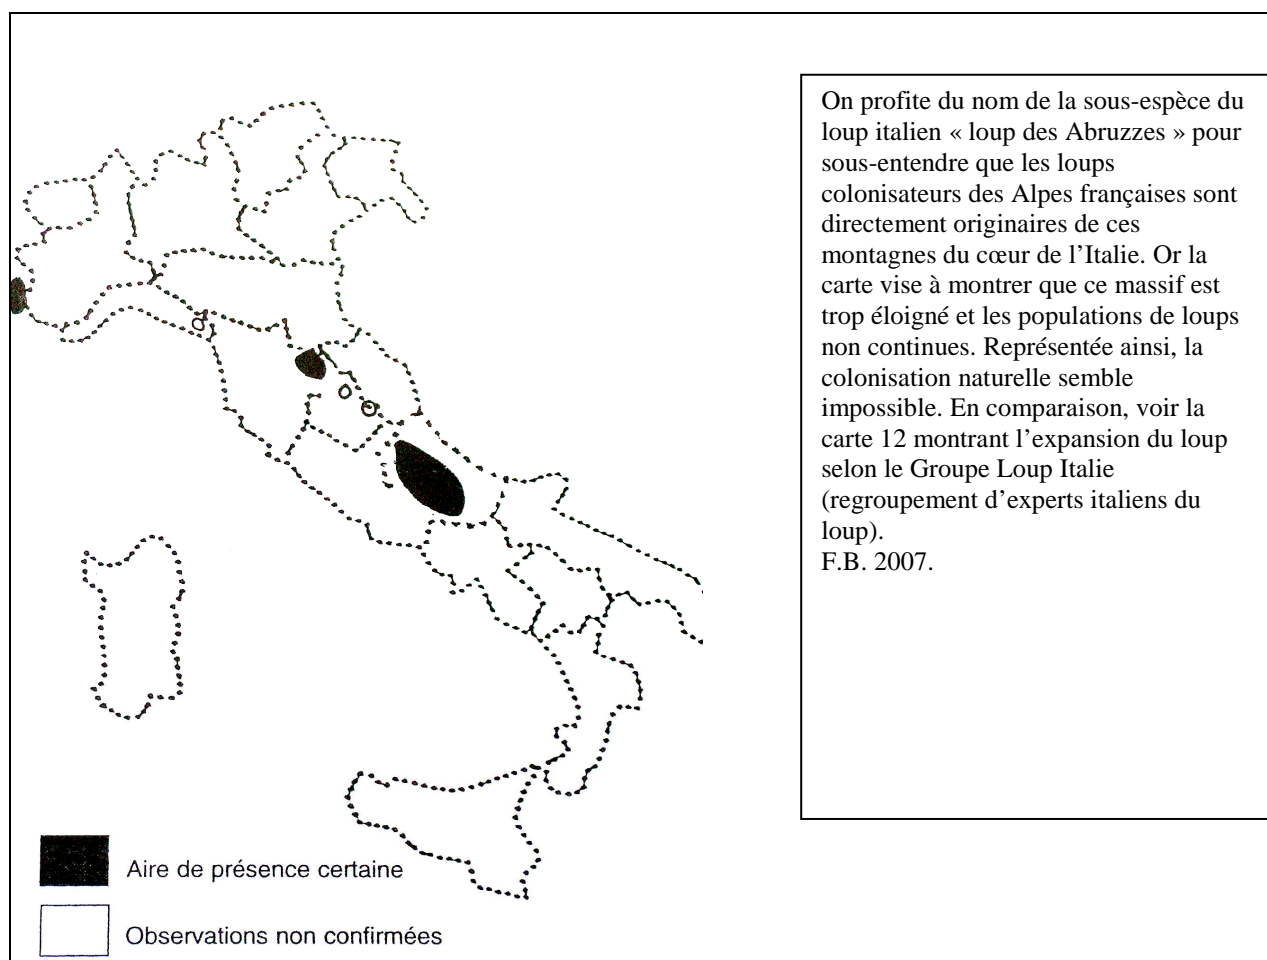 On profite du nom de la sous-espèce du
loup italien « loup des Abruzzes » pour
sous-entendre que les loups
colonisateurs des Alpes françaises sont
directement originaires de ces
montagnes du cœur de l'Italie. Or la
carte vise à montrer que ce massif est
trop éloigné et les populations de loups
non continues. Représentée ainsi, la
colonisation naturelle semble
impossible. En comparaison, voir la
carte 12 montrant l'expansion du loup
selon le Groupe Loup Italie
(regroupement d'experts italiens du
loup).
F.B. 2007.
Aire de présence certaine
Observations non confirmées